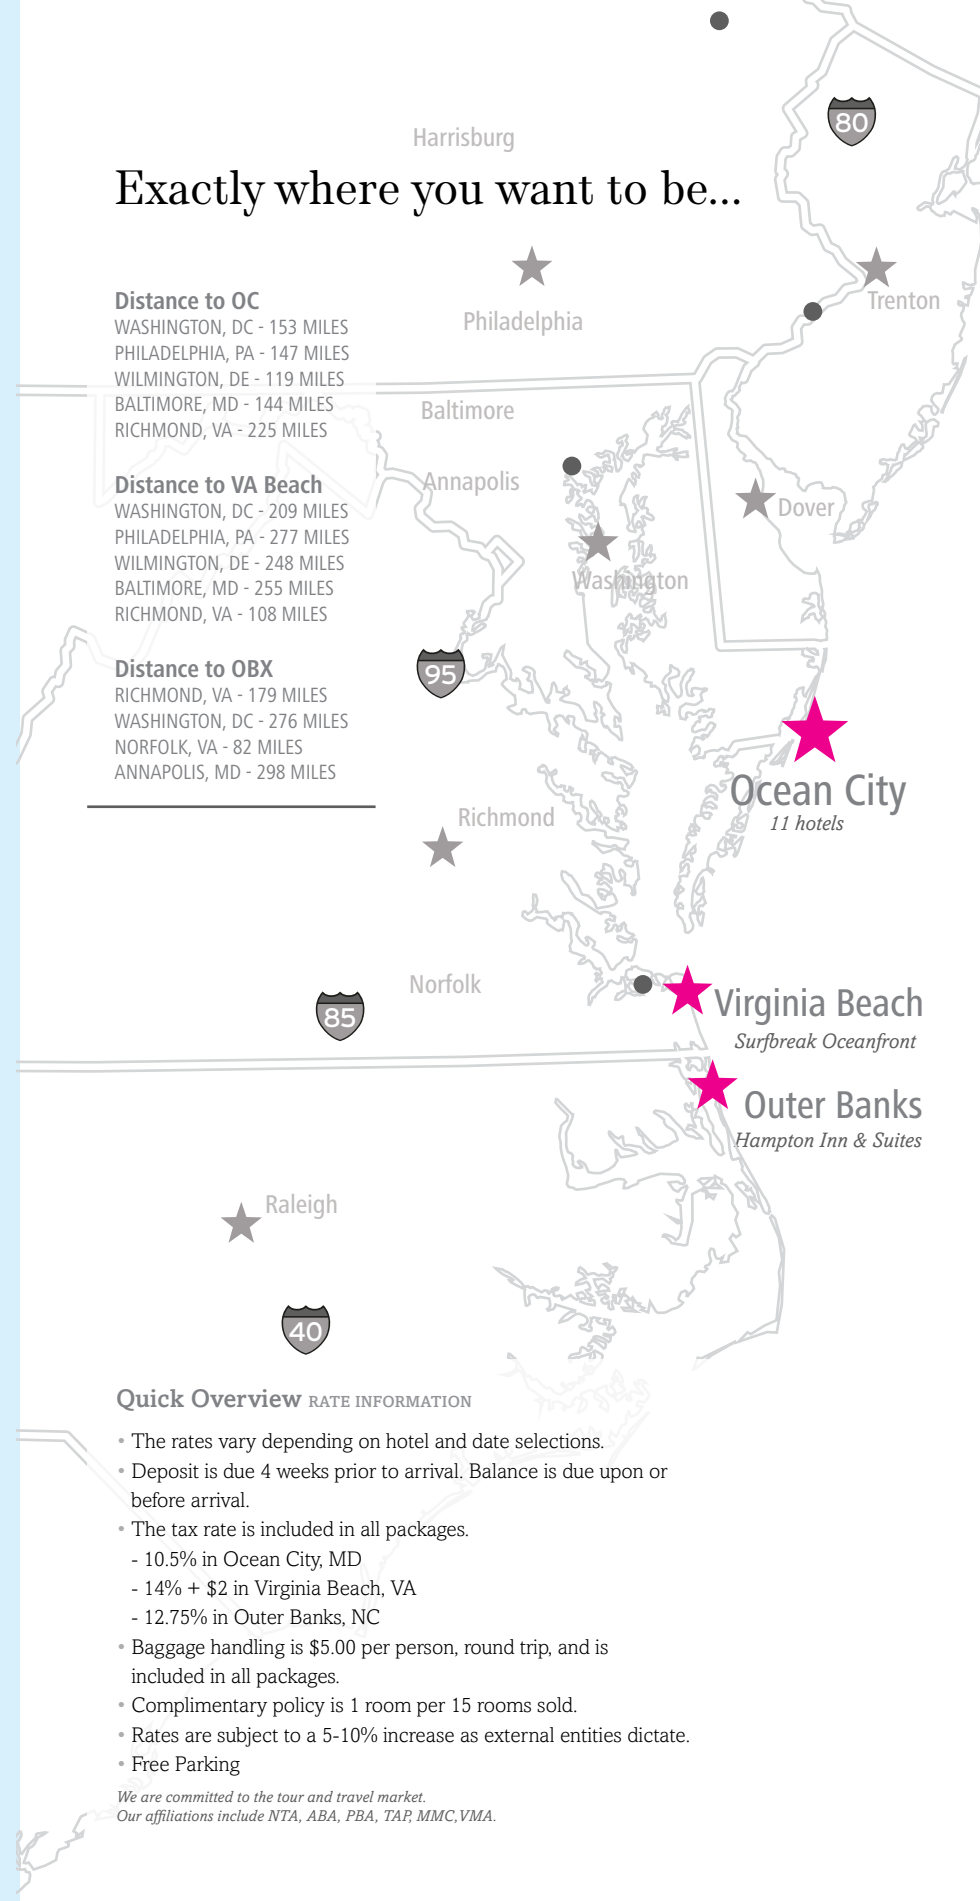 80
Harrisburg
Exactly where you want to be...
Trenton
Philadelphia
Distance to OC
WASHINGTON, DC - 153 MILES
PHILADELPHIA, PA - 147 MILES
WILMINGTON, DE - 119 MILES
BALTIMORE, MD - 144 MILES
RICHMOND, VA - 225 MILES
Baltimore
Annapolis
Dover
Washington
Distance to VA Beach
WASHINGTON, DC - 209 MILES
PHILADELPHIA, PA - 277 MILES
WILMINGTON, DE - 248 MILES
BALTIMORE, MD - 255 MILES
RICHMOND, VA - 108 MILES
95
Distance to OBX
RICHMOND, VA - 179 MILES
WASHINGTON, DC - 276 MILES
NORFOLK, VA - 82 MILES
ANNAPOLIS, MD - 298 MILES
Ocean City
11 hotels
Richmond
Norfolk
85
Virginia Beach
Surfbreak Oceanfront
Outer Banks
Hampton Inn & Suites
Raleigh
40
Quick Overview RATE INFORMATION
• The rates vary depending on hotel and date selections.
• Deposit is due 4 weeks prior to arrival. Balance is due upon or
before arrival.
• The tax rate is included in all packages.
- 10.5% in Ocean City, MD
- 14% + $2 in Virginia Beach, VA
- 12.75% in Outer Banks, NC
• Baggage handling is $5.00 per person, round trip, and is
included in all packages.
• Complimentary policy is 1 room per 15 rooms sold.
• Rates are subject to a 5-10% increase as external entities dictate.
• Free Parking
We are committed to the tour and travel market.
Our affiliations include NTA, ABA, PBA, TAP, MMC,VMA.